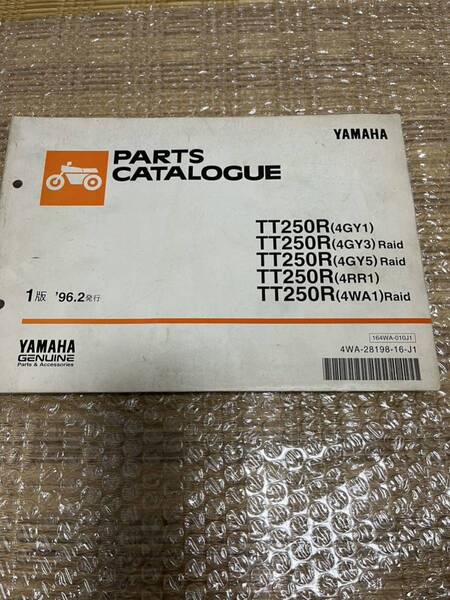 YAMAHA
PARTS
CATALOGUE
TT250R(4GY1)
TT250R(4GY3)Raid
TT250R(4GY5)Raid
TT250R(4RR1)
TT250R(4WA1)Raid
1版 '96.2発行
YAMAHA
GENUINE
Parts & Accessories
164WA-010J1
4WA-28198-16-J1